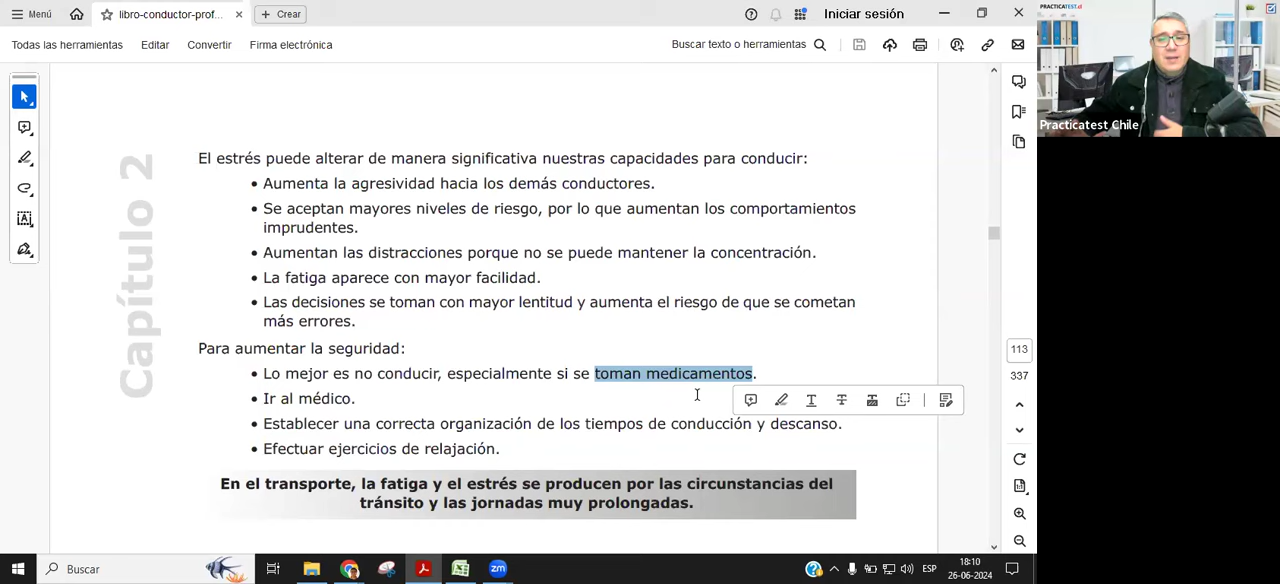 Menú
libro-conductor-prof...
Crear
Iniciar sesión
Todas las herramientas
Editar
Convertir
Firma electrónica
Buscar texto o herramientas
PRACTICATEST.cl
Practicatest Chile
Capítulo 2
El estrés puede alterar de manera significativa nuestras capacidades para conducir:
• Aumenta la agresividad hacia los demás conductores.
• Se aceptan mayores niveles de riesgo, por lo que aumentan los comportamientos
imprudentes.
• Aumentan las distracciones porque no se puede mantener la concentración.
• La fatiga aparece con mayor facilidad.
• Las decisiones se toman con mayor lentitud y aumenta el riesgo de que se cometan
más errores.
Para aumentar la seguridad:
• Lo mejor es no conducir, especialmente si se toman medicamentos.
• Ir al médico.
• Establecer una correcta organización de los tiempos de conducción y descanso.
• Efectuar ejercicios de relajación.
En el transporte, la fatiga y el estrés se producen por las circunstancias del
tránsito y las jornadas muy prolongadas.
113
337
Buscar
zm
ESP
18:10
26-06-2024